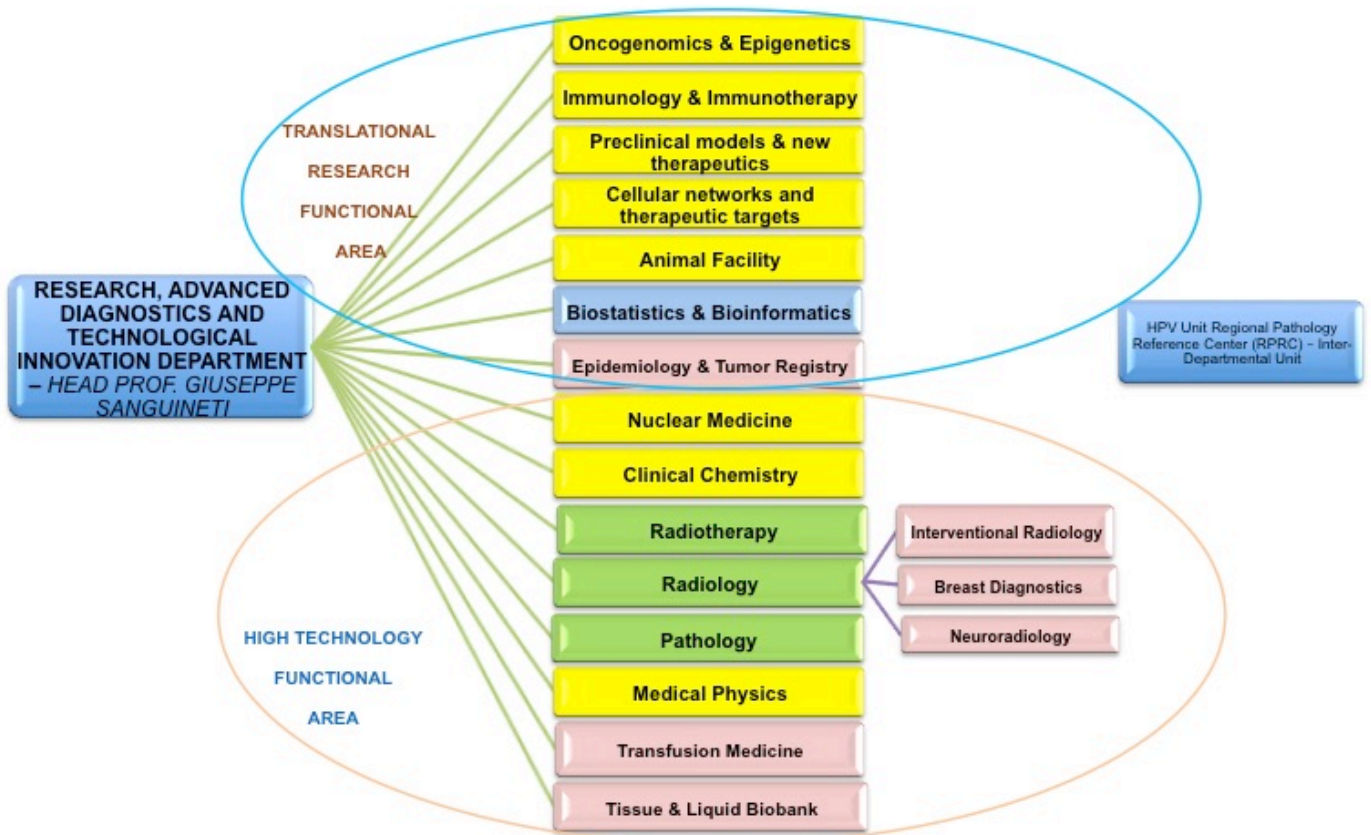 Oncogenomics & Epigenetics
Immunology & Immunotherapy
TRANSLATIONAL
RESEARCH
FUNCTIONAL
AREA
Preclinical models & new
therapeutics
Cellular networks and
therapeutic targets
Animal Facility
RESEARCH, ADVANCED
DIAGNOSTICS AND
TECHNOLOGICAL
INNOVATION DEPARTMENT
– HEAD PROF. GIUSEPPE
SANGUINETI
Biostatistics & Bioinformatics
HPV Unit Regional Pathology
Reference Center (RPRC) – Inter-
Departmental Unit
Epidemiology & Tumor Registry
Nuclear Medicine
Clinical Chemistry
Radiotherapy
Interventional Radiology
Radiology
Breast Diagnostics
Pathology
Neuroradiology
HIGH TECHNOLOGY
FUNCTIONAL
AREA
Medical Physics
Transfusion Medicine
Tissue & Liquid Biobank